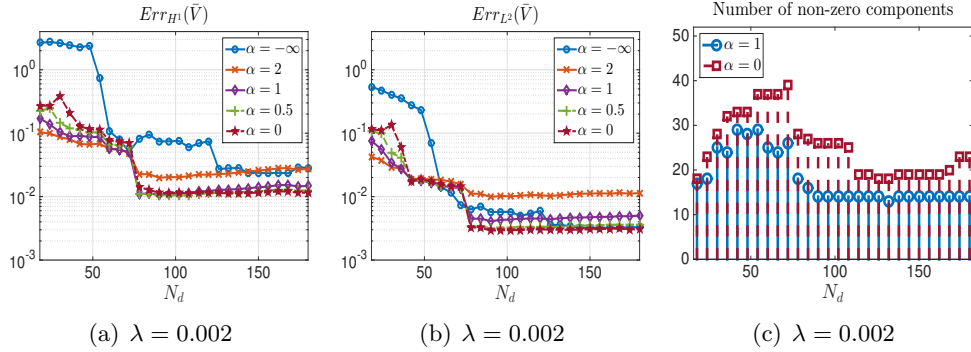 Err_{H^1}(V̄)
10^0
10^{-1}
10^{-2}
10^{-3}
50
100
150
N_d
α = −∞
α = 2
α = 1
α = 0.5
α = 0
(a) λ = 0.002
Err_{L^2}(V̄)
10^0
10^{-1}
10^{-2}
10^{-3}
50
100
150
N_d
α = −∞
α = 2
α = 1
α = 0.5
α = 0
(b) λ = 0.002
Number of non-zero components
50
40
30
20
10
0
50
100
150
N_d
α = 1
α = 0
(c) λ = 0.002